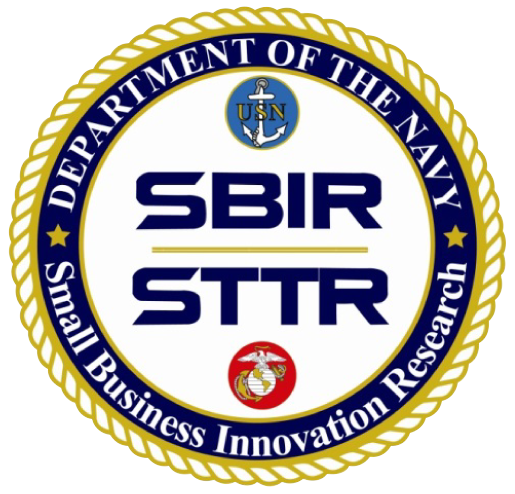 DEPARTMENT OF THE NAVY
USN
SBIR
STTR
Small Business Innovation Research